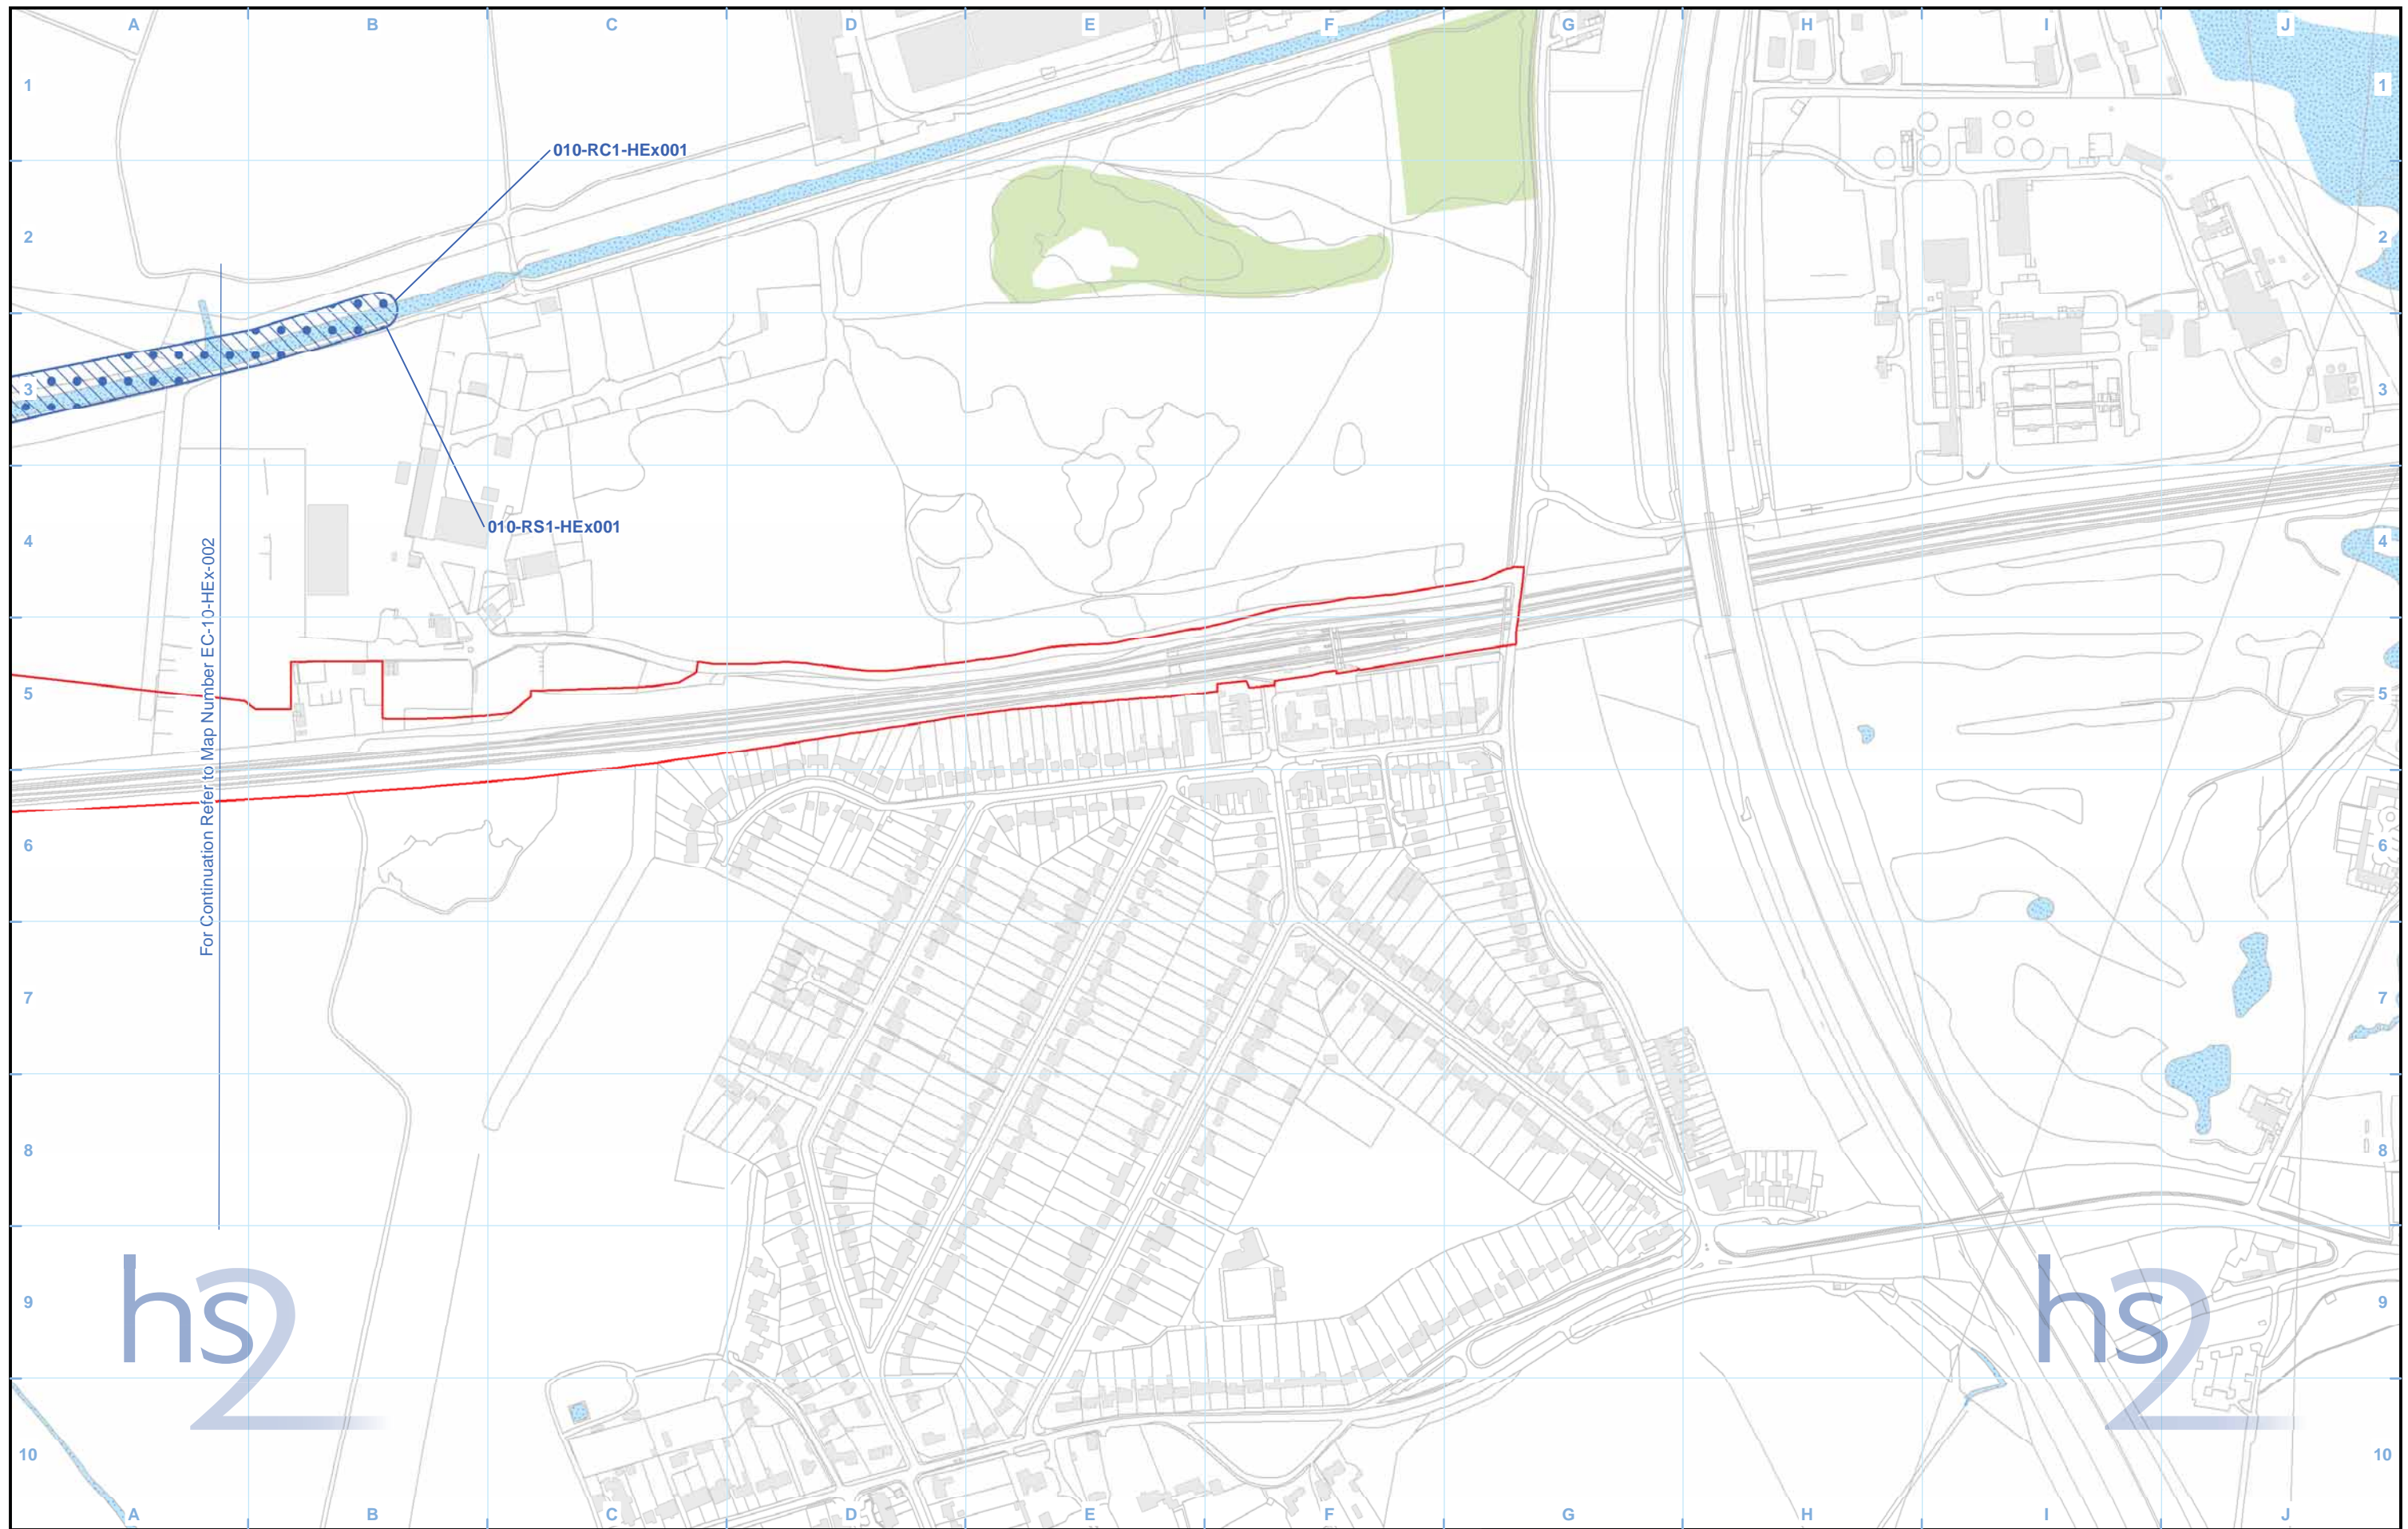 A B C D E F G H I J
1 1
010-RC1-HEx001
2 2
3 3
010-RS1-HEx001
4 4
For Continuation Refer to Map Number EC-10-HEx-002
5 5
6 6
7 7
8 8
hs2 hs2
9 9
10 10
A B C D E F G H I J